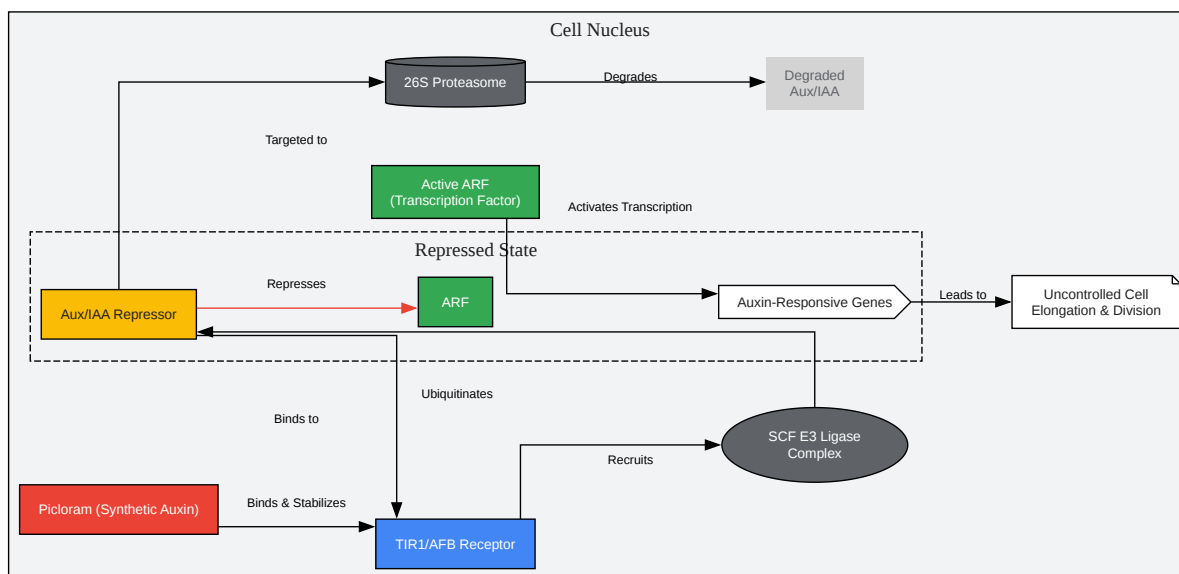 Cell Nucleus
26S Proteasome
Degrades
Degraded
Aux/IAA
Targeted to
Active ARF
(Transcription Factor)
Activates Transcription
Repressed State
Represses
Aux/IAA Repressor
ARF
Auxin-Responsive Genes
Leads to
Uncontrolled Cell
Elongation & Division
Ubiquitinates
Binds to
SCF E3 Ligase
Complex
Recruits
Picloram (Synthetic Auxin)
Binds & Stabilizes
TIR1/AFB Receptor